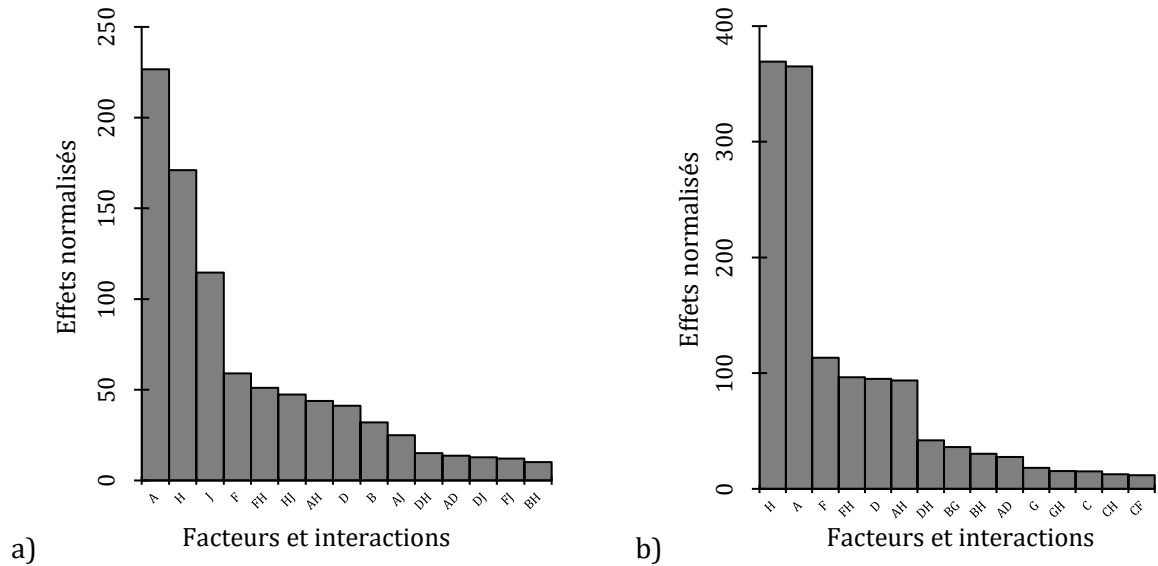 Effets normalisés
250
200
150
100
50
0
A H J F FH HJ AH D B AJ DH AD DJ FJ BH
Facteurs et interactions
a)
Effets normalisés
400
300
200
100
0
H A F FH D AH DH BG BH AD G GH C CH CF
Facteurs et interactions
b)